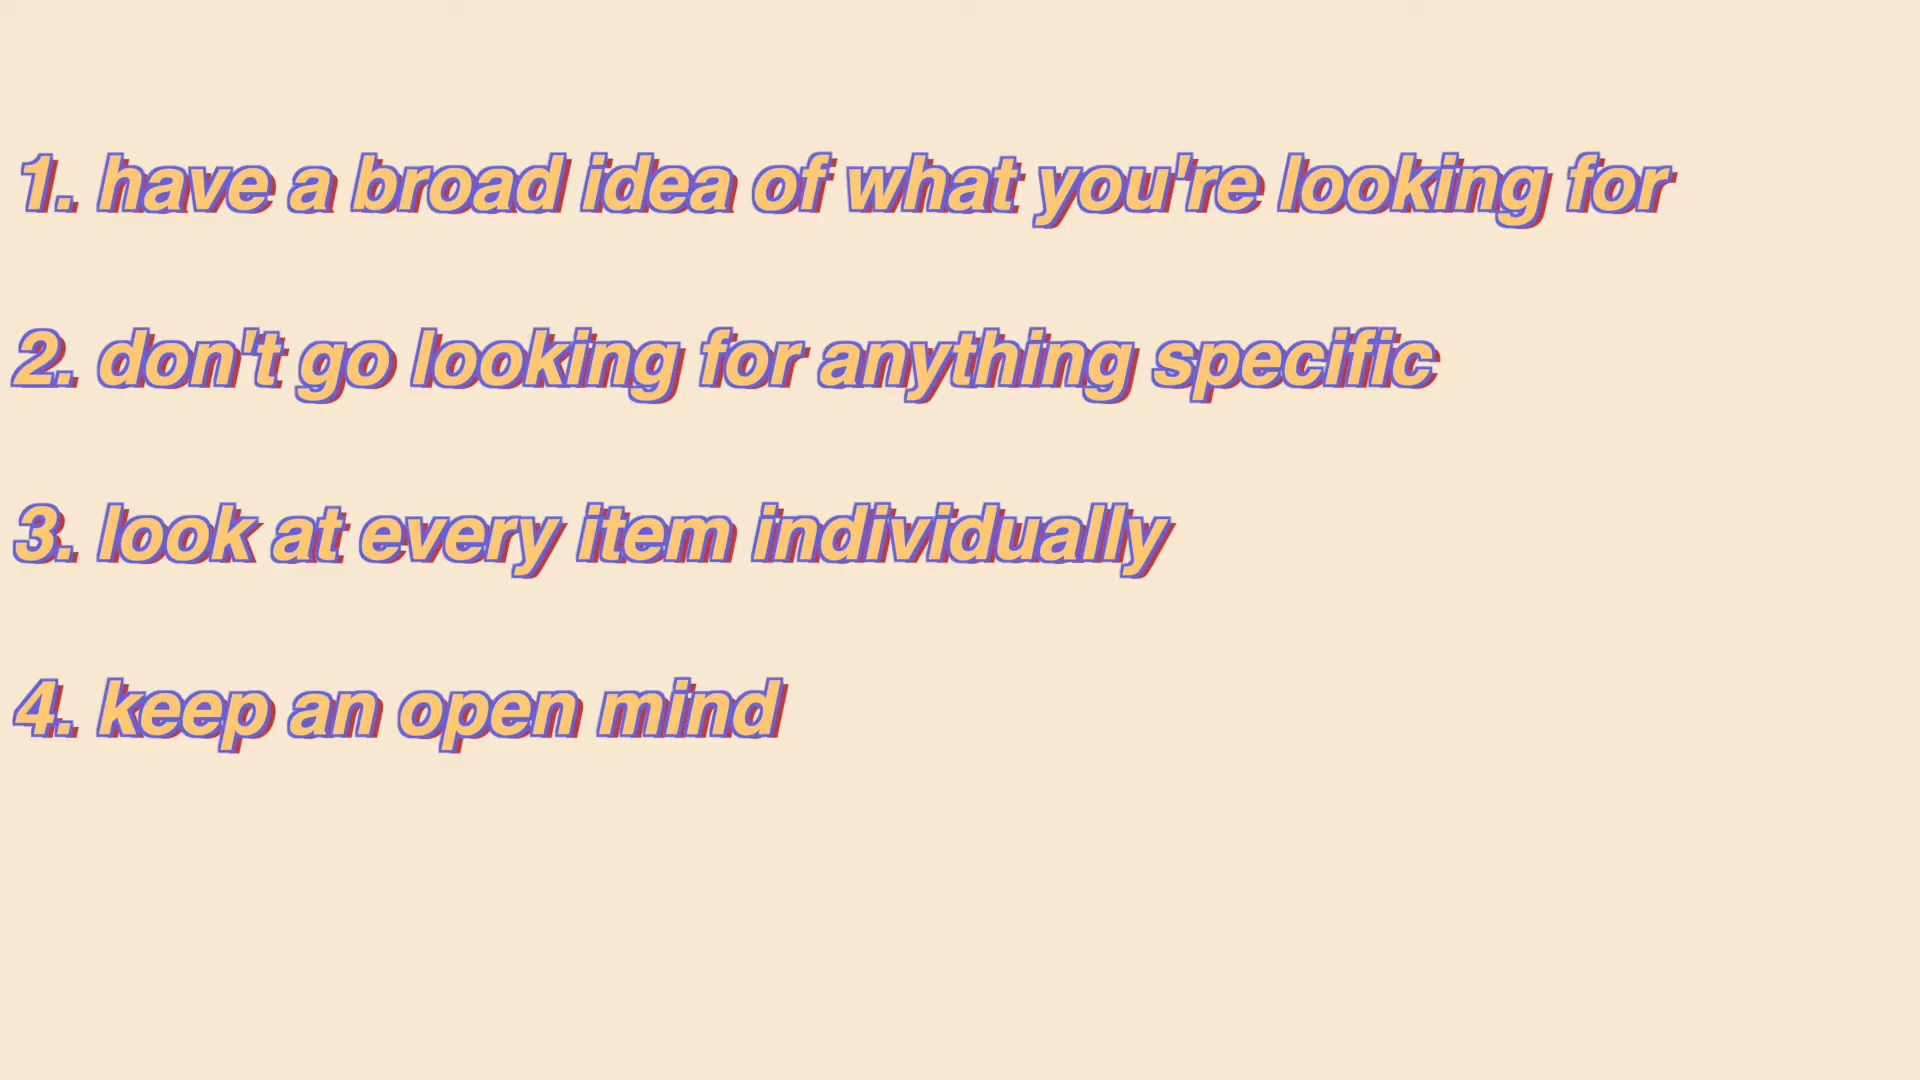 1. have a broad idea of what you're looking for
2. don't go looking for anything specific
3. look at every item individually
4. keep an open mind